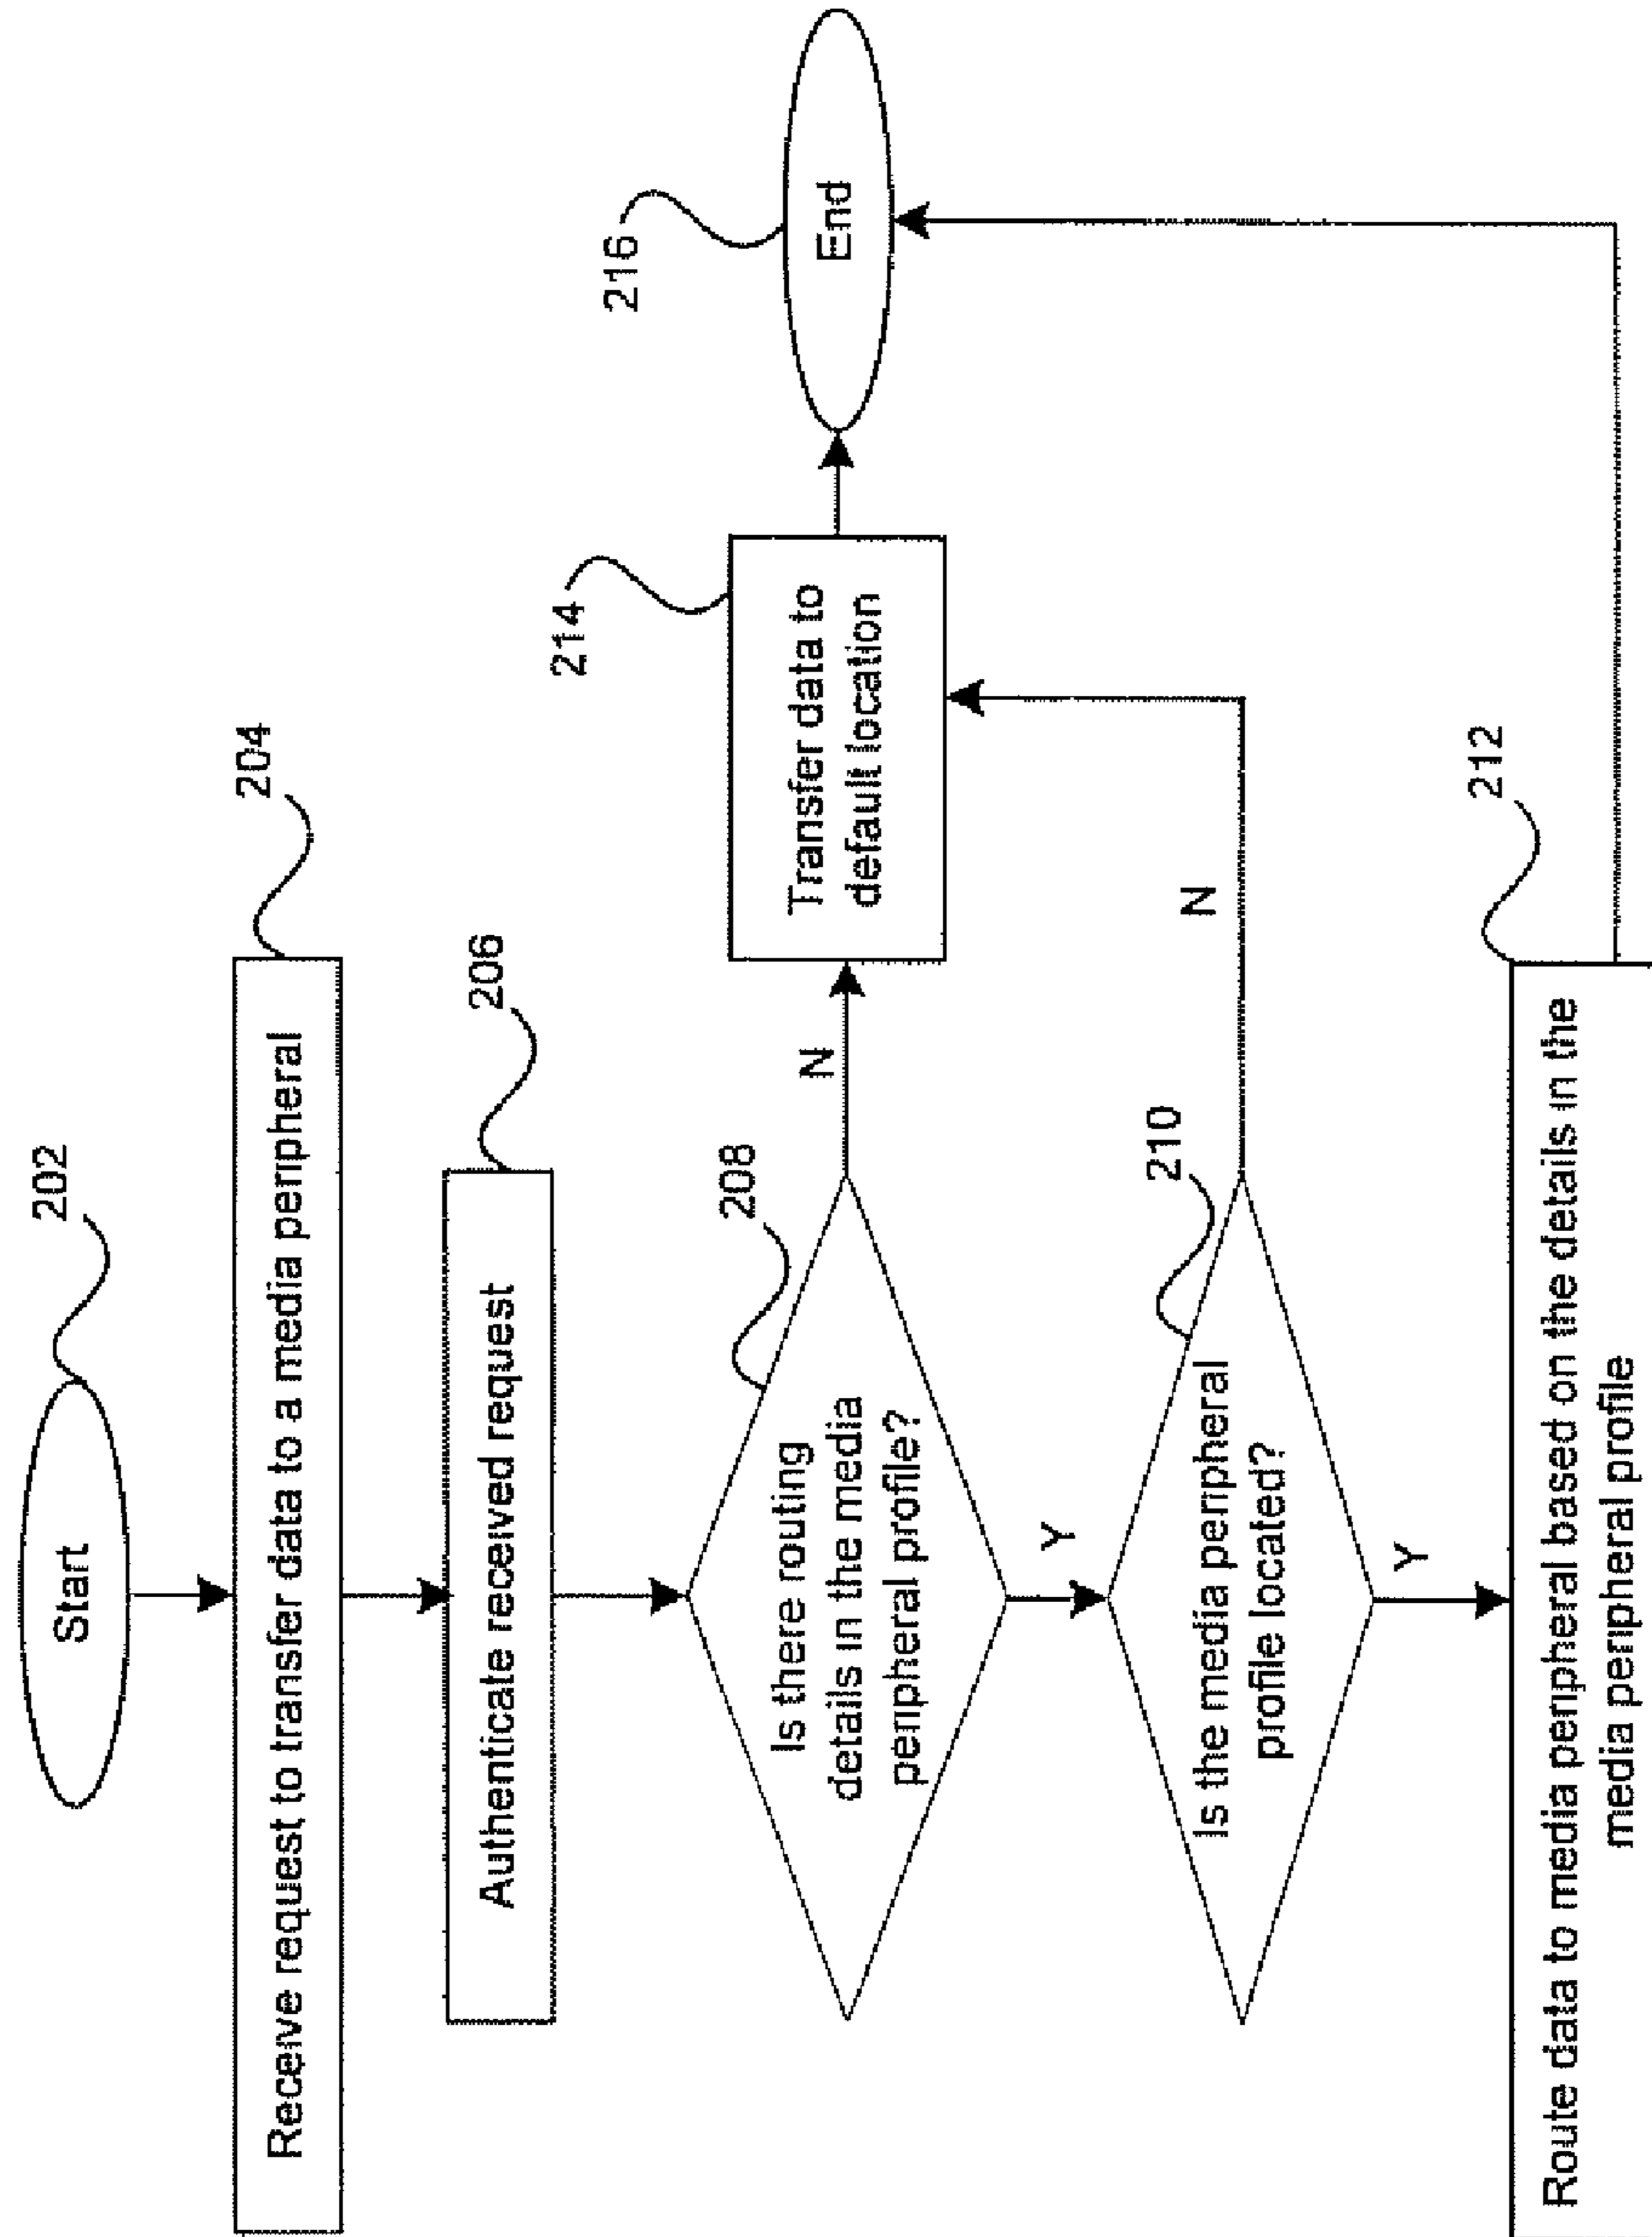 Start
202
Receive request to transfer data to a media peripheral
204
Authenticate received request
206
Is there routing
details in the media
peripheral profile?
208
N
Transfer data to
default location
214
End
216
Y
Is the media peripheral
profile located?
210
N
Y
Route data to media peripheral based on the details in the
media peripheral profile
212